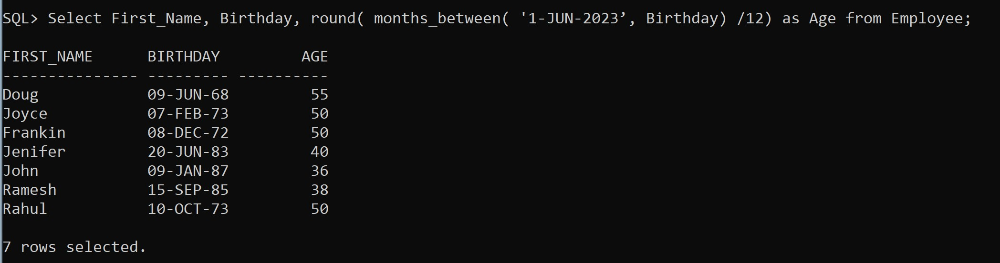 SQL> Select First_Name, Birthday, round( months_between( '1-JUN-2023’, Birthday) /12) as Age from Employee;
FIRST_NAME      BIRTHDAY         AGE
--------------- --------- ----------
Doug            09-JUN-68         55
Joyce           07-FEB-73         50
Frankin         08-DEC-72         50
Jenifer         20-JUN-83         40
John            09-JAN-87         36
Ramesh          15-SEP-85         38
Rahul           10-OCT-73         50
7 rows selected.